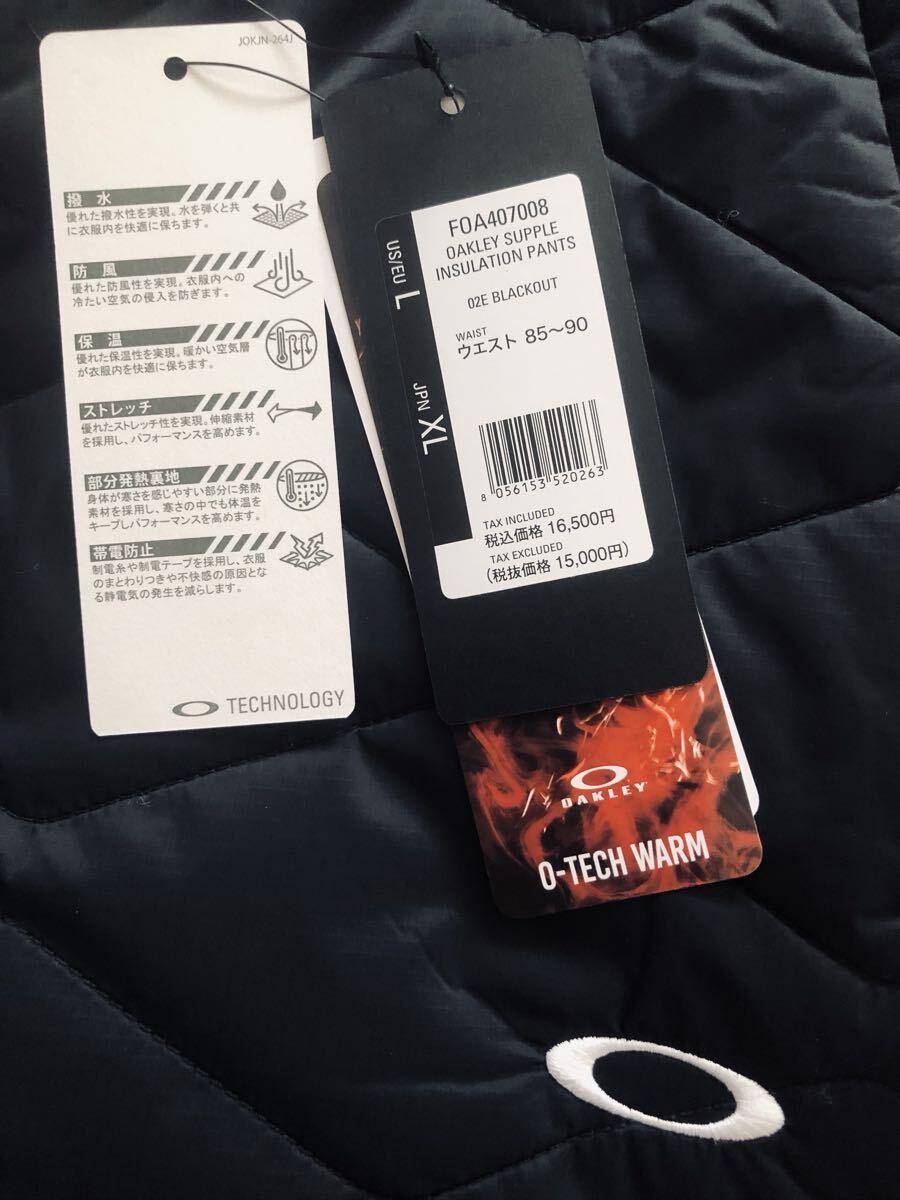 JOKJN-264J
撥 水
優れた撥水性を実現。水を弾くと共
に衣服内を快適に保ちます。
防 風
優れた防風性を実現。衣服内への
冷たい空気の侵入を防ぎます。
保 温
優れた保温性を実現。暖かい空気層
が衣服内を快適に保ちます。
ストレッチ
優れたストレッチ性を実現。伸縮素材
を採用し、パフォーマンスを高めます。
部分発熱裏地
身体が寒さを感じやすい部分に発熱
素材を採用し、寒さの中でも体温を
キープしパフォーマンスを高めます。
帯電防止
制電糸や制電テープを採用し、衣服
のまとわりつきや不快感の原因とな
る静電気の発生を減らします。
TECHNOLOGY
US/EU L
JPN XL
FOA407008
OAKLEY SUPPLE
INSULATION PANTS
02E BLACKOUT
WAIST
ウエスト 85〜90
8 056153 520263
TAX INCLUDED
税込価格 16,500円
TAX EXCLUDED
(税抜価格 15,000円)
OAKLEY
O-TECH WARM